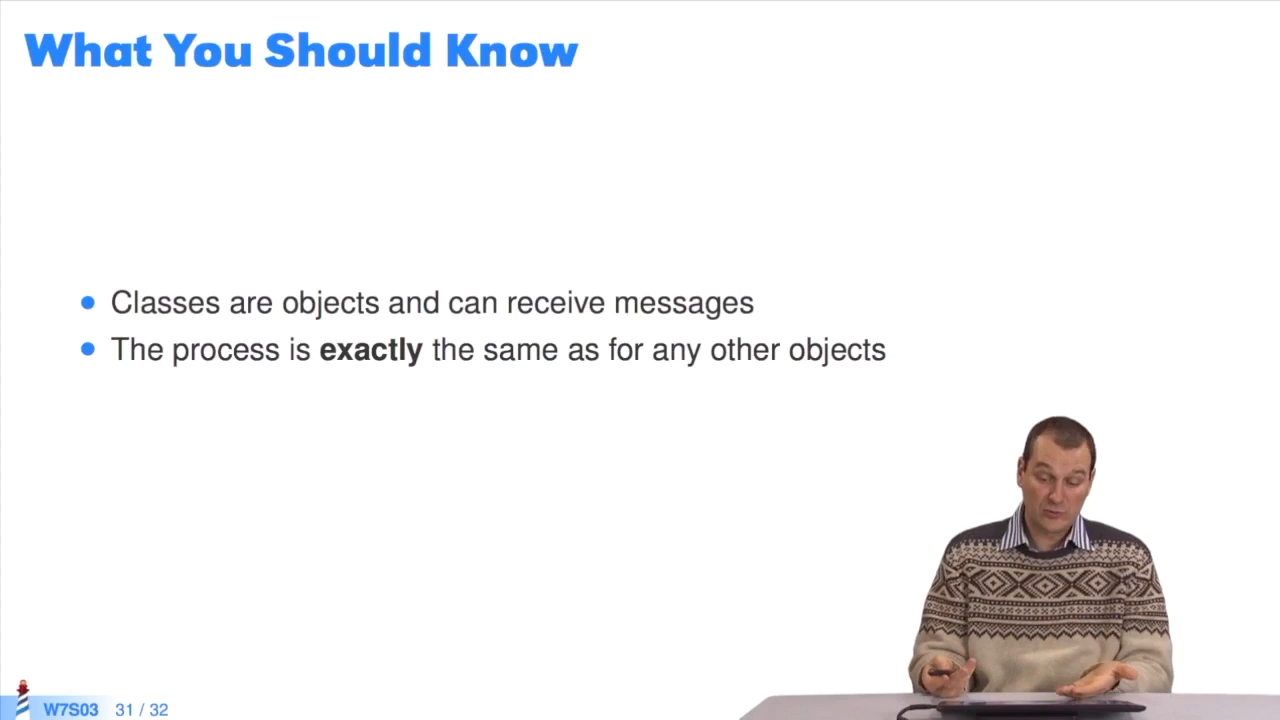 What You Should Know
Classes are objects and can receive messages
The process is exactly the same as for any other objects
W7S03 31 / 32